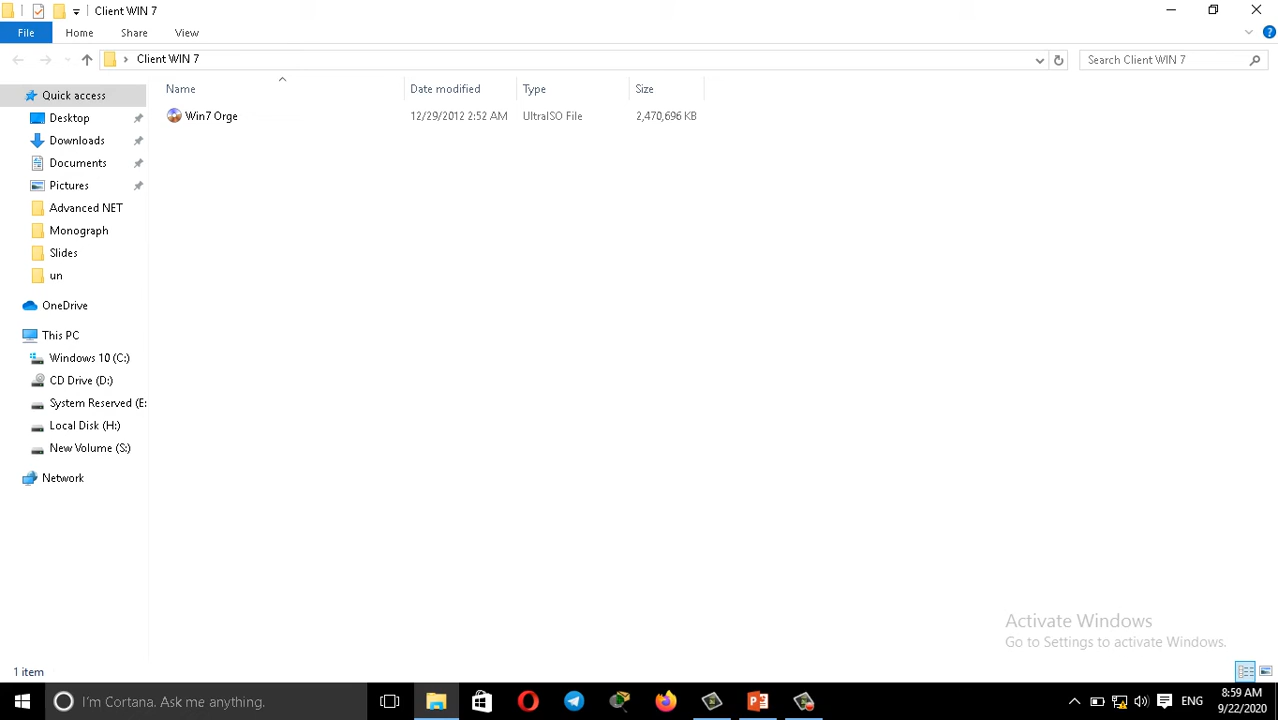 Client WIN 7
File Home Share View
Client WIN 7
Search Client WIN 7
Name Date modified Type Size
Win7 Orge 12/29/2012 2:52 AM UltraISO File 2,470,696 KB
Quick access
Desktop
Downloads
Documents
Pictures
Advanced NET
Monograph
Slides
un
OneDrive
This PC
Windows 10 (C:)
CD Drive (D:)
System Reserved (E:
Local Disk (H:)
New Volume (S:)
Network
Activate Windows
Go to Settings to activate Windows.
1 item
I'm Cortana. Ask me anything.
ENG
8:59 AM
9/22/2020